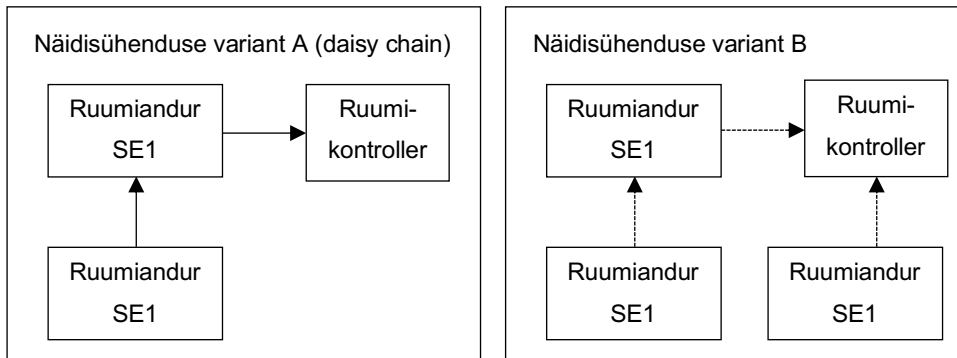 Näidisühenduse variant A (daisy chain)
Ruumiandur
SE1
Ruumi-
kontroller
Ruumiandur
SE1
Näidisühenduse variant B
Ruumiandur
SE1
Ruumi-
kontroller
Ruumiandur
SE1
Ruumiandur
SE1